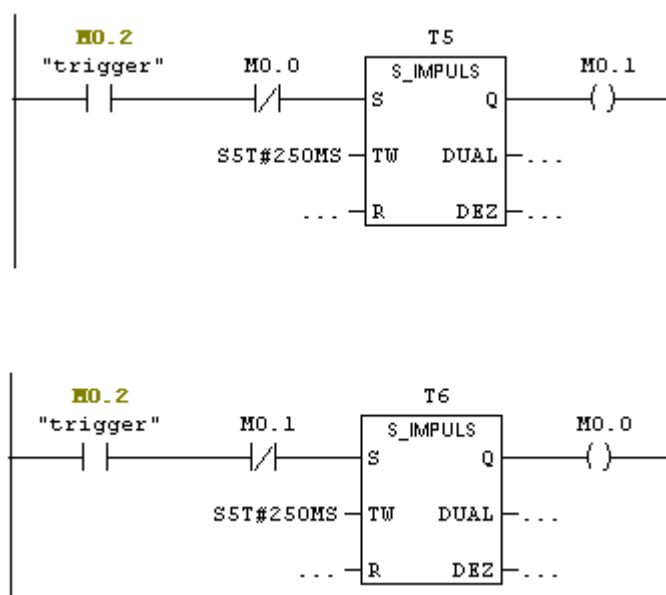 M0.2 T5
"trigger" M0.0 S_IMPULS M0.1
S Q
S5T#250MS TW DUAL ...
... R DEZ ...
M0.2 T6
"trigger" M0.1 S_IMPULS M0.0
S Q
S5T#250MS TW DUAL ...
... R DEZ ...